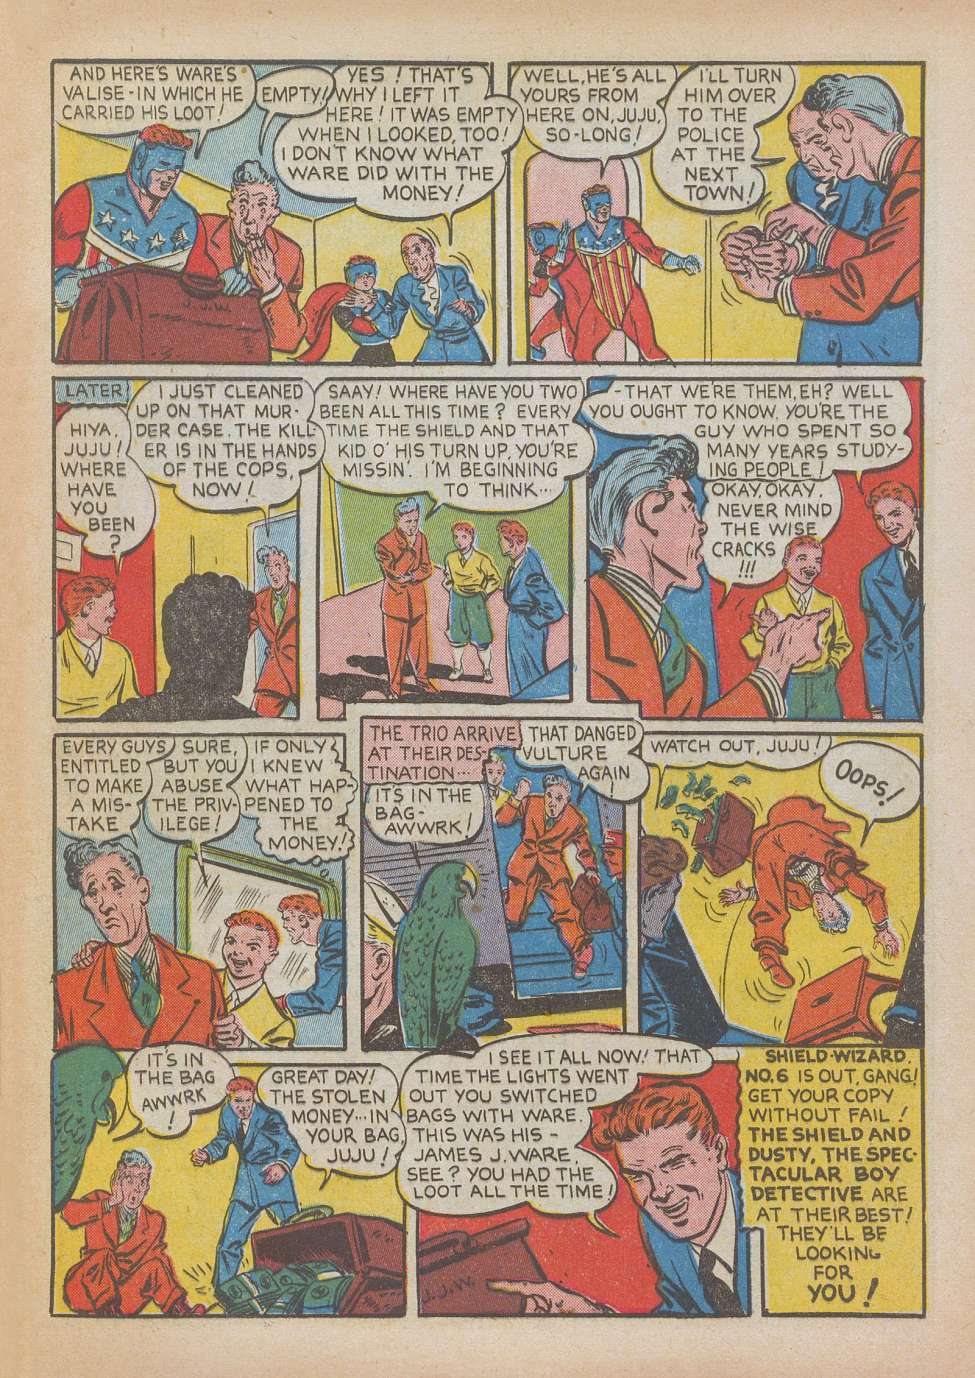 AND HERE'S WARE'S
VALISE - IN WHICH HE
CARRIED HIS LOOT!
EMPTY!
YES! THAT'S
WHY I LEFT IT
HERE! IT WAS EMPTY
WHEN I LOOKED, TOO!
I DON'T KNOW WHAT
WARE DID WITH THE
MONEY!
J.J.W.
WELL, HE'S ALL
YOURS FROM
HERE ON, JUJU,
SO-LONG!
I'LL TURN
HIM OVER
TO THE
POLICE
AT THE
NEXT
TOWN!
LATER
HIYA,
JUJU!
WHERE
HAVE
YOU
BEEN
?
I JUST CLEANED
UP ON THAT MUR-
DER CASE. THE KILL-
ER IS IN THE HANDS
OF THE COPS,
NOW!
SAAY! WHERE HAVE YOU TWO
BEEN ALL THIS TIME? EVERY
TIME THE SHIELD AND THAT
KID O' HIS TURN UP, YOU'RE
MISSIN'. I'M BEGINNING
TO THINK...
- THAT WE'RE THEM, EH? WELL
YOU OUGHT TO KNOW. YOU'RE THE
GUY WHO SPENT SO
MANY YEARS STUDY-
ING PEOPLE!
OKAY, OKAY.
NEVER MIND
THE WISE
CRACKS
!!!
EVERY GUYS
ENTITLED
TO MAKE
A MIS-
TAKE
SURE,
BUT YOU
ABUSE
THE PRIV-
ILEGE!
IF ONLY
I KNEW
WHAT HAP-
PENED TO
THE
MONEY!
THE TRIO ARRIVE
AT THEIR DES-
TINATION...
IT'S IN THE
BAG-
AWWRK!
THAT DANGED
VULTURE
AGAIN!
WATCH OUT, JUJU!
OOPS!
IT'S IN
THE BAG
AWWRK!
GREAT DAY!
THE STOLEN
MONEY... IN
YOUR BAG,
JUJU!
I SEE IT ALL NOW! THAT
TIME THE LIGHTS WENT
OUT YOU SWITCHED
BAGS WITH WARE.
THIS WAS HIS -
JAMES J. WARE.
SEE? YOU HAD THE
LOOT ALL THE TIME!
J.J.W.
SHIELD-WIZARD,
NO.6 IS OUT, GANG!
GET YOUR COPY
WITHOUT FAIL!
THE SHIELD AND
DUSTY, THE SPEC-
TACULAR BOY
DETECTIVE ARE
AT THEIR BEST!
THEY'LL BE
LOOKING
FOR
YOU!